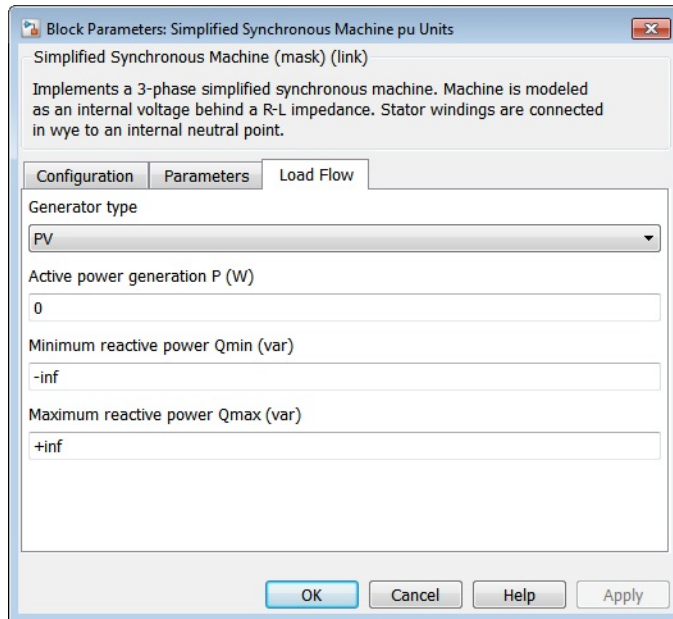 Block Parameters: Simplified Synchronous Machine pu Units
Simplified Synchronous Machine (mask) (link)
Implements a 3-phase simplified synchronous machine. Machine is modeled
as an internal voltage behind a R-L impedance. Stator windings are connected
in wye to an internal neutral point.
Configuration Parameters Load Flow
Generator type
PV
Active power generation P (W)
0
Minimum reactive power Qmin (var)
-inf
Maximum reactive power Qmax (var)
+inf
OK Cancel Help Apply